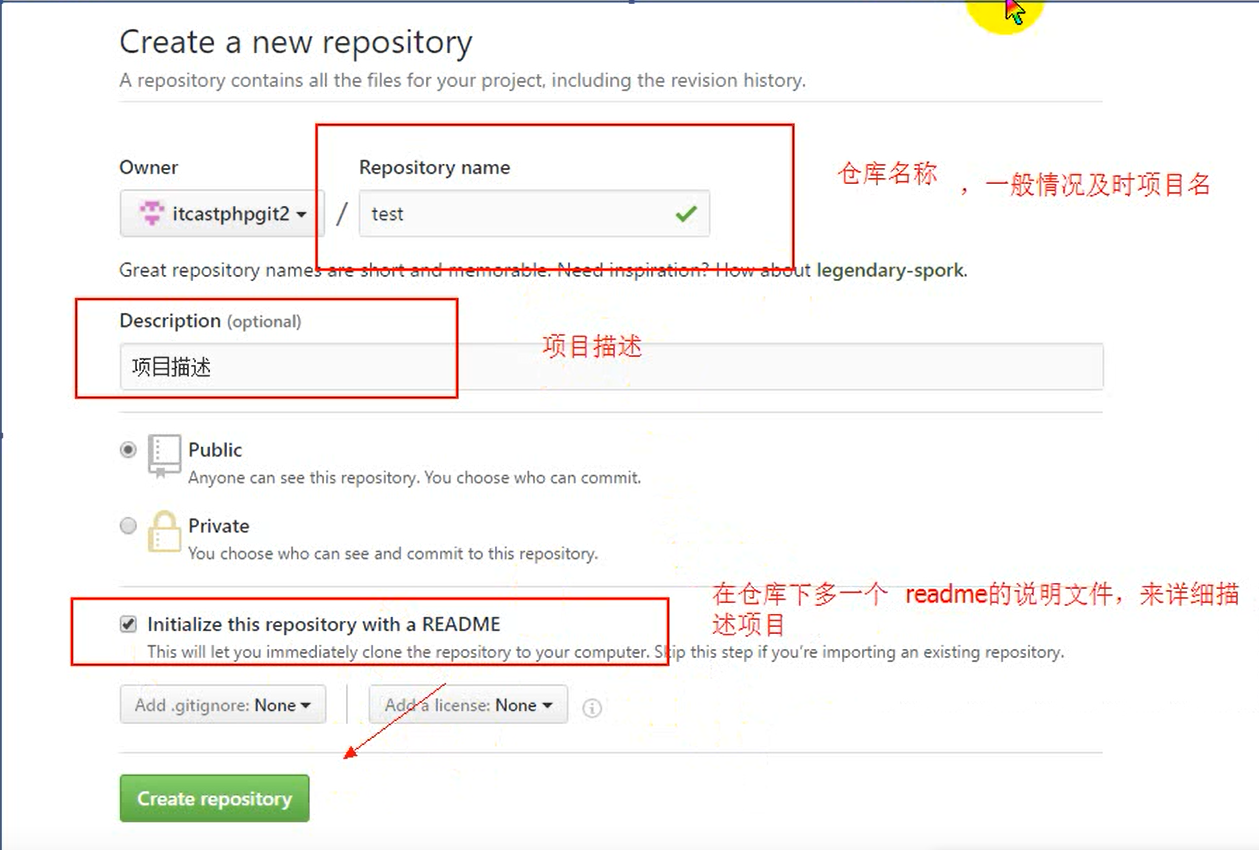 Create a new repository
A repository contains all the files for your project, including the revision history.
Owner
Repository name
仓库名称 ，一般情况及时项目名
itcastphpgit2 / test
Great repository names are short and memorable. Need inspiration? How about legendary-spork.
Description (optional)
项目描述
项目描述
Public
Anyone can see this repository. You choose who can commit.
Private
You choose who can see and commit to this repository.
在仓库下多一个 readme的说明文件，来详细描
述项目
Initialize this repository with a README
This will let you immediately clone the repository to your computer. Skip this step if you’re importing an existing repository.
Add .gitignore: None
Add a license: None
Create repository